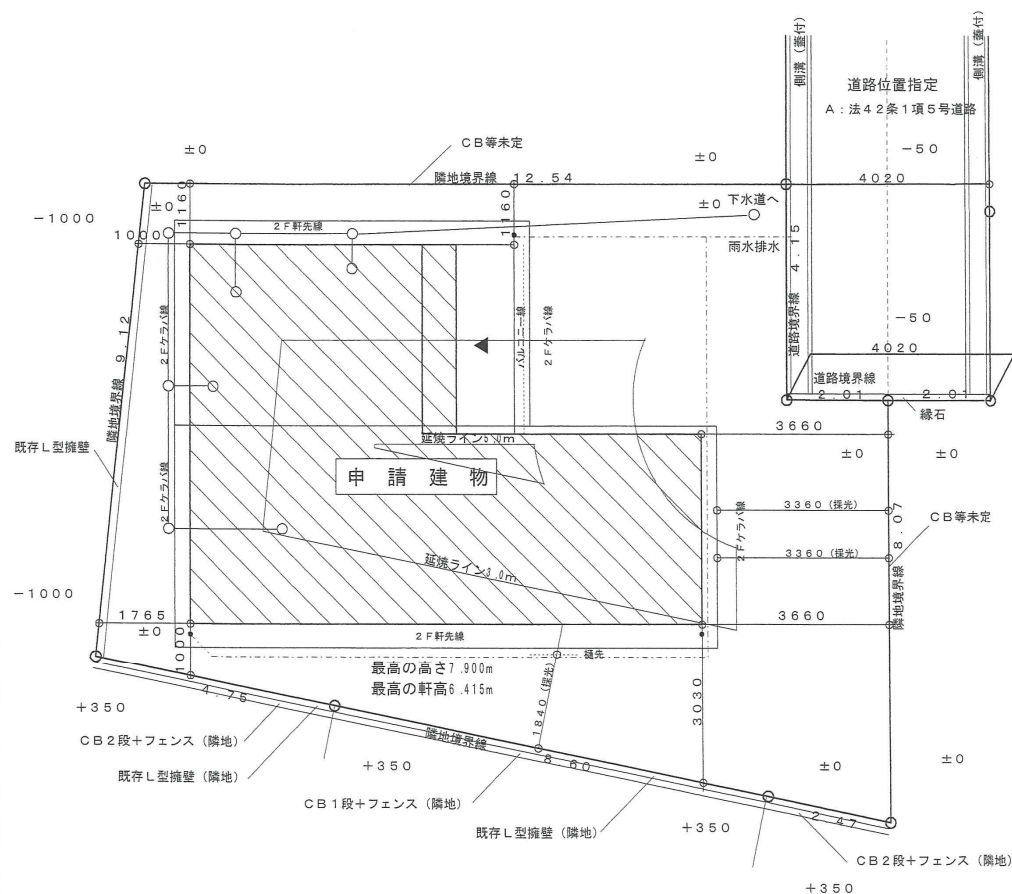 側溝（蓋付）
側溝（蓋付）
道路位置指定
A：法42条1項5号道路
CB等未定
±0
±0
−50
隣地境界線 12.54
4020
1160
1160
±0
±0
下水道へ
−1000
1000
2F軒先線
雨水排水
道路境界線 4.15
2Fケラバ線
バルコニー線
2Fケラバ線
−50
4020
隣地境界線 9.12
道路境界線
2.01
2.01
縁石
既存L型擁壁
延焼ライン5.0m
3660
±0
±0
申請建物
2Fケラバ線
3360（採光）
2Fケラバ線
CB等未定
3360（採光）
隣地境界線 8.07
延焼ライン3.0m
−1000
1765
3660
±0
1000
2F軒先線
樋先
最高の高さ7.900m
最高の軒高6.415m
1840（採光）
3030
4.75
+350
CB2段+フェンス（隣地）
隣地境界線
8.60
±0
±0
+350
既存L型擁壁（隣地）
CB1段+フェンス（隣地）
2.47
既存L型擁壁（隣地）
+350
CB2段+フェンス（隣地）
+350